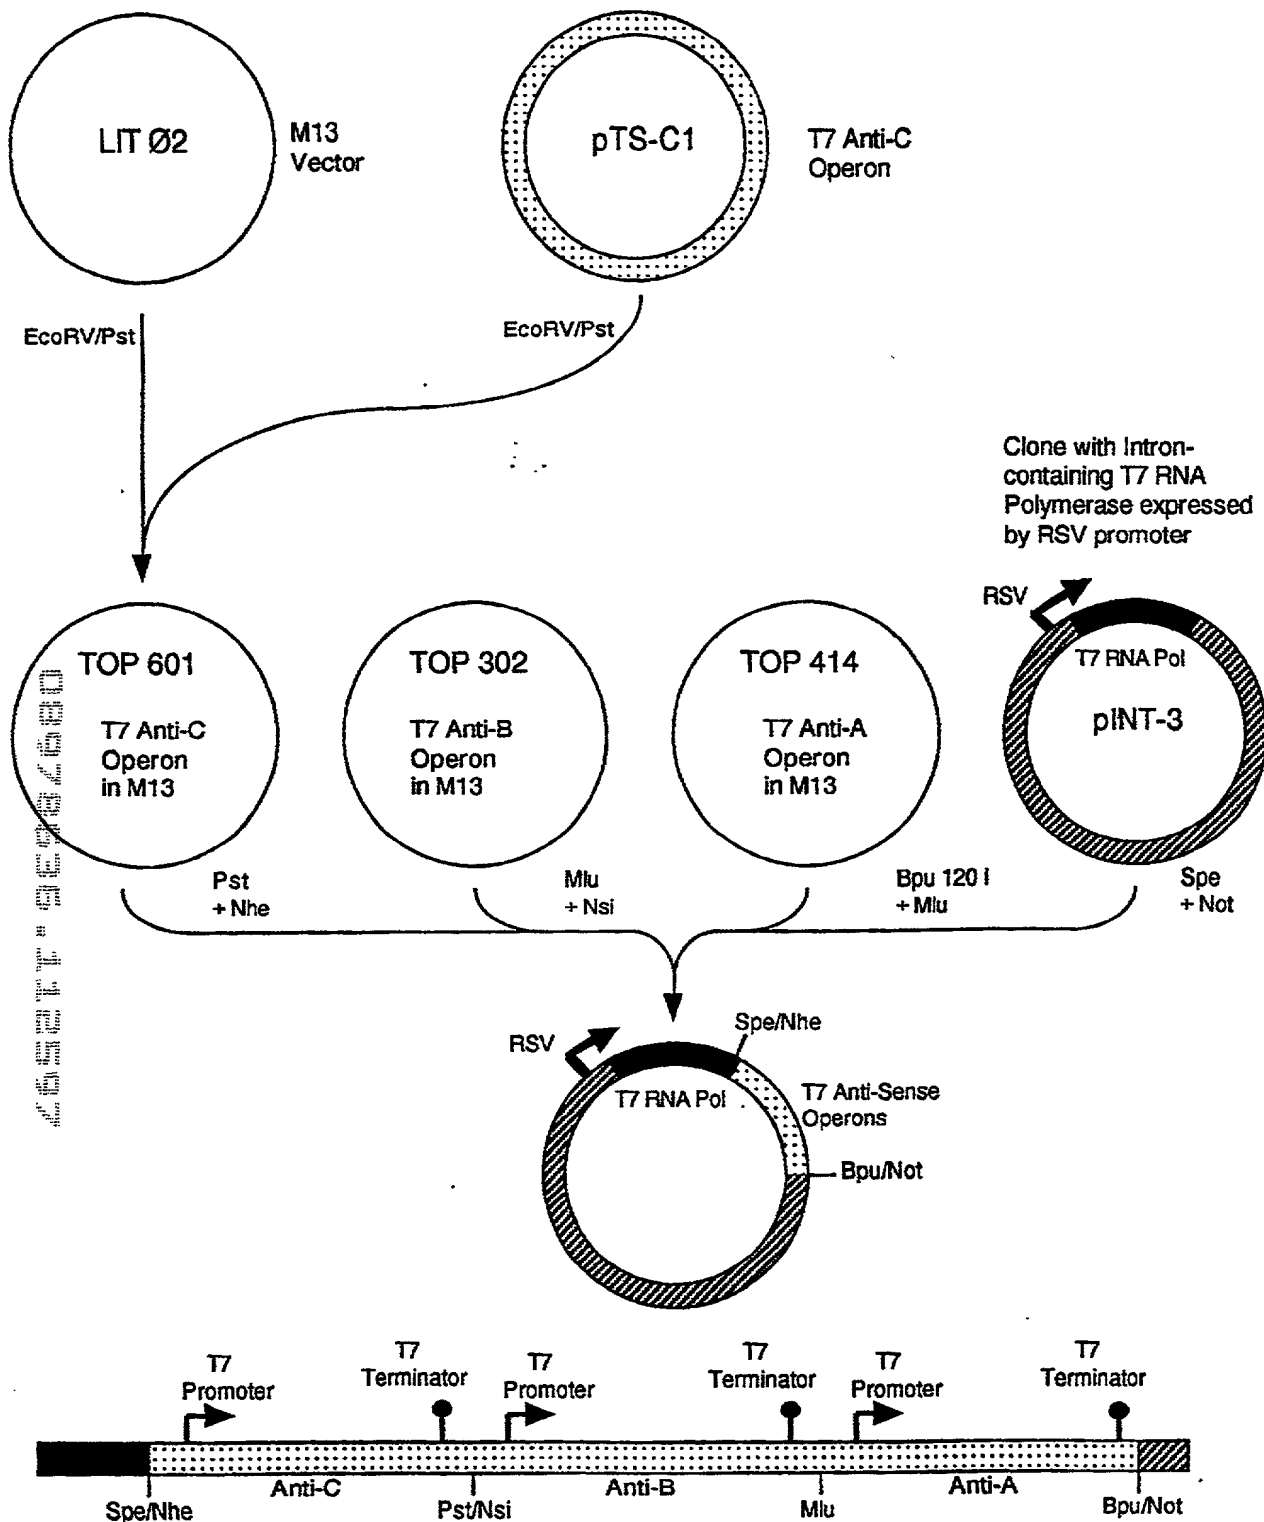 LIT Ø2
M13
Vector
pTS-C1
T7 Anti-C
Operon
EcoRV/Pst
EcoRV/Pst
Clone with Intron-
containing T7 RNA
Polymerase expressed
by RSV promoter
RSV
T7 RNA Pol
pINT-3
TOP 601
T7 Anti-C
Operon
in M13
TOP 302
T7 Anti-B
Operon
in M13
TOP 414
T7 Anti-A
Operon
in M13
Pst
+ Nhe
Mlu
+ Nsi
Bpu 120 I
+ Mlu
Spe
+ Not
RSV
T7 RNA Pol
Spe/Nhe
T7 Anti-Sense
Operons
Bpu/Not
T7
Promoter
T7
Terminator
T7
Promoter
T7
Terminator
T7
Promoter
T7
Terminator
Anti-C
Anti-B
Anti-A
Spe/Nhe
Pst/Nsi
Mlu
Bpu/Not